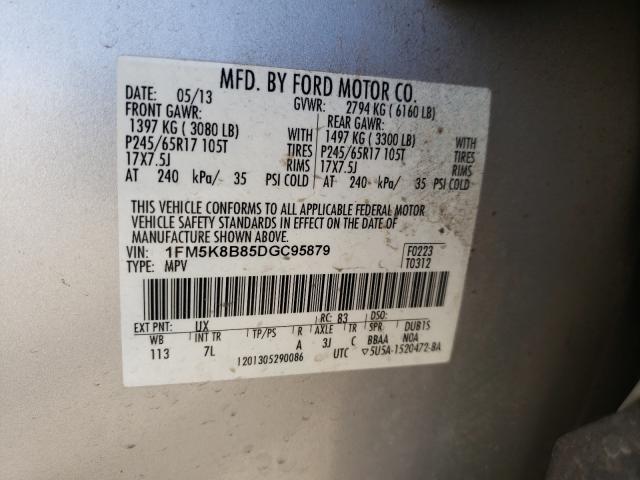 MFD. BY FORD MOTOR CO.
DATE: 05/13 GVWR: 2794 KG ( 6160 LB)
FRONT GAWR: REAR GAWR:
1397 KG ( 3080 LB) WITH 1497 KG ( 3300 LB) WITH
P245/65R17 105T TIRES P245/65R17 105T TIRES
17X7.5J RIMS 17X7.5J RIMS
AT 240 kPa/ 35 PSI COLD AT 240 kPa/ 35 PSI COLD
THIS VEHICLE CONFORMS TO ALL APPLICABLE FEDERAL MOTOR
VEHICLE SAFETY STANDARDS IN EFFECT ON THE DATE OF
MANUFACTURE SHOWN ABOVE.
VIN: 1FM5K8B85DGC95879 F0223
TYPE: MPV T0312
EXT PNT: UX RC: 83 DSO:
WB INT TR TP/PS R AXLE TR SPR DUB1S
113 7L A 3J C BBAA NOA
1201305290086 UTC ▽5U5A-1520472-BA